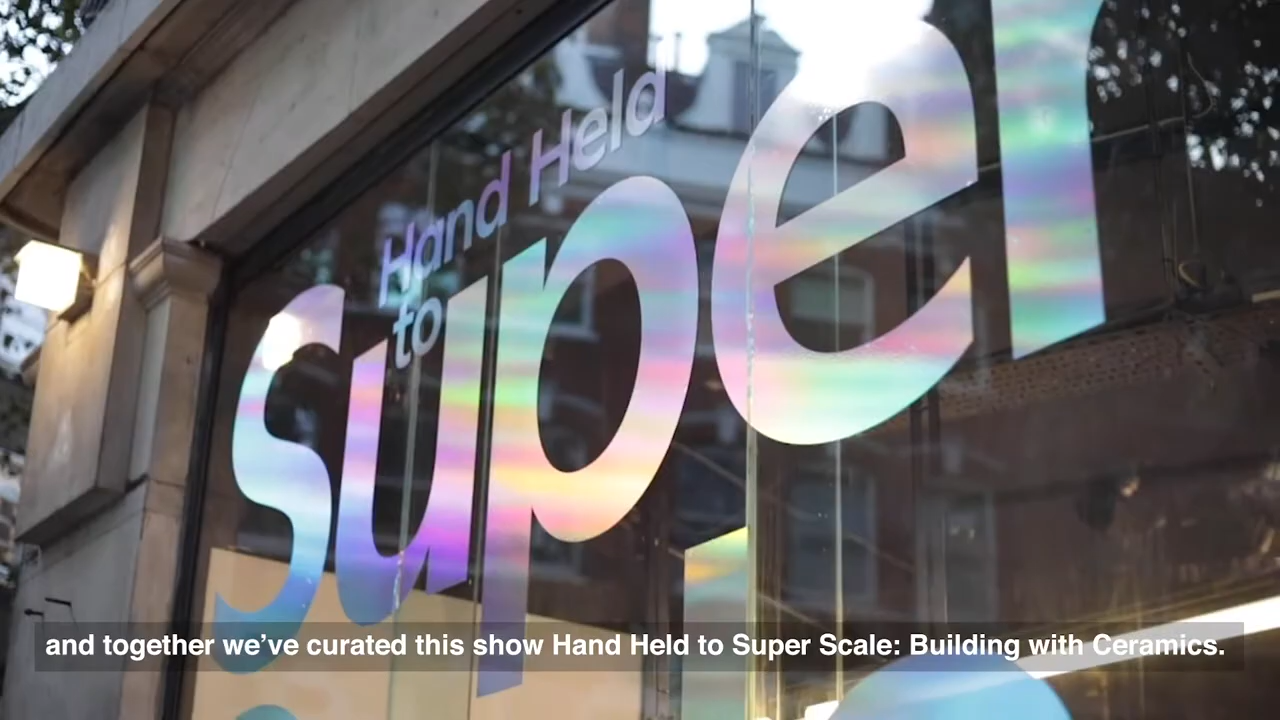 Hand Held
to
super
and together we’ve curated this show Hand Held to Super Scale: Building with Ceramics.